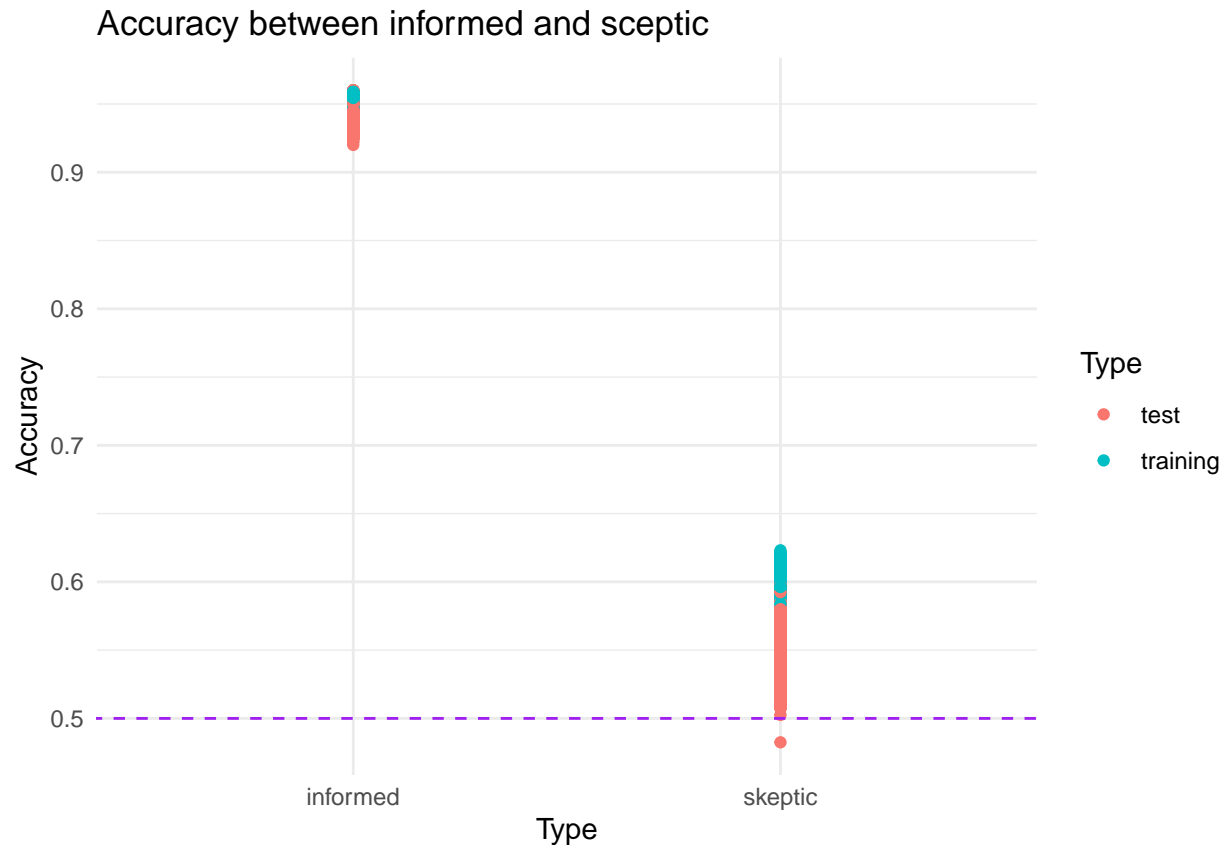 Accuracy between informed and sceptic
0.9
0.8
0.7
0.6
0.5
Accuracy
informed
skeptic
Type
Type
test
training